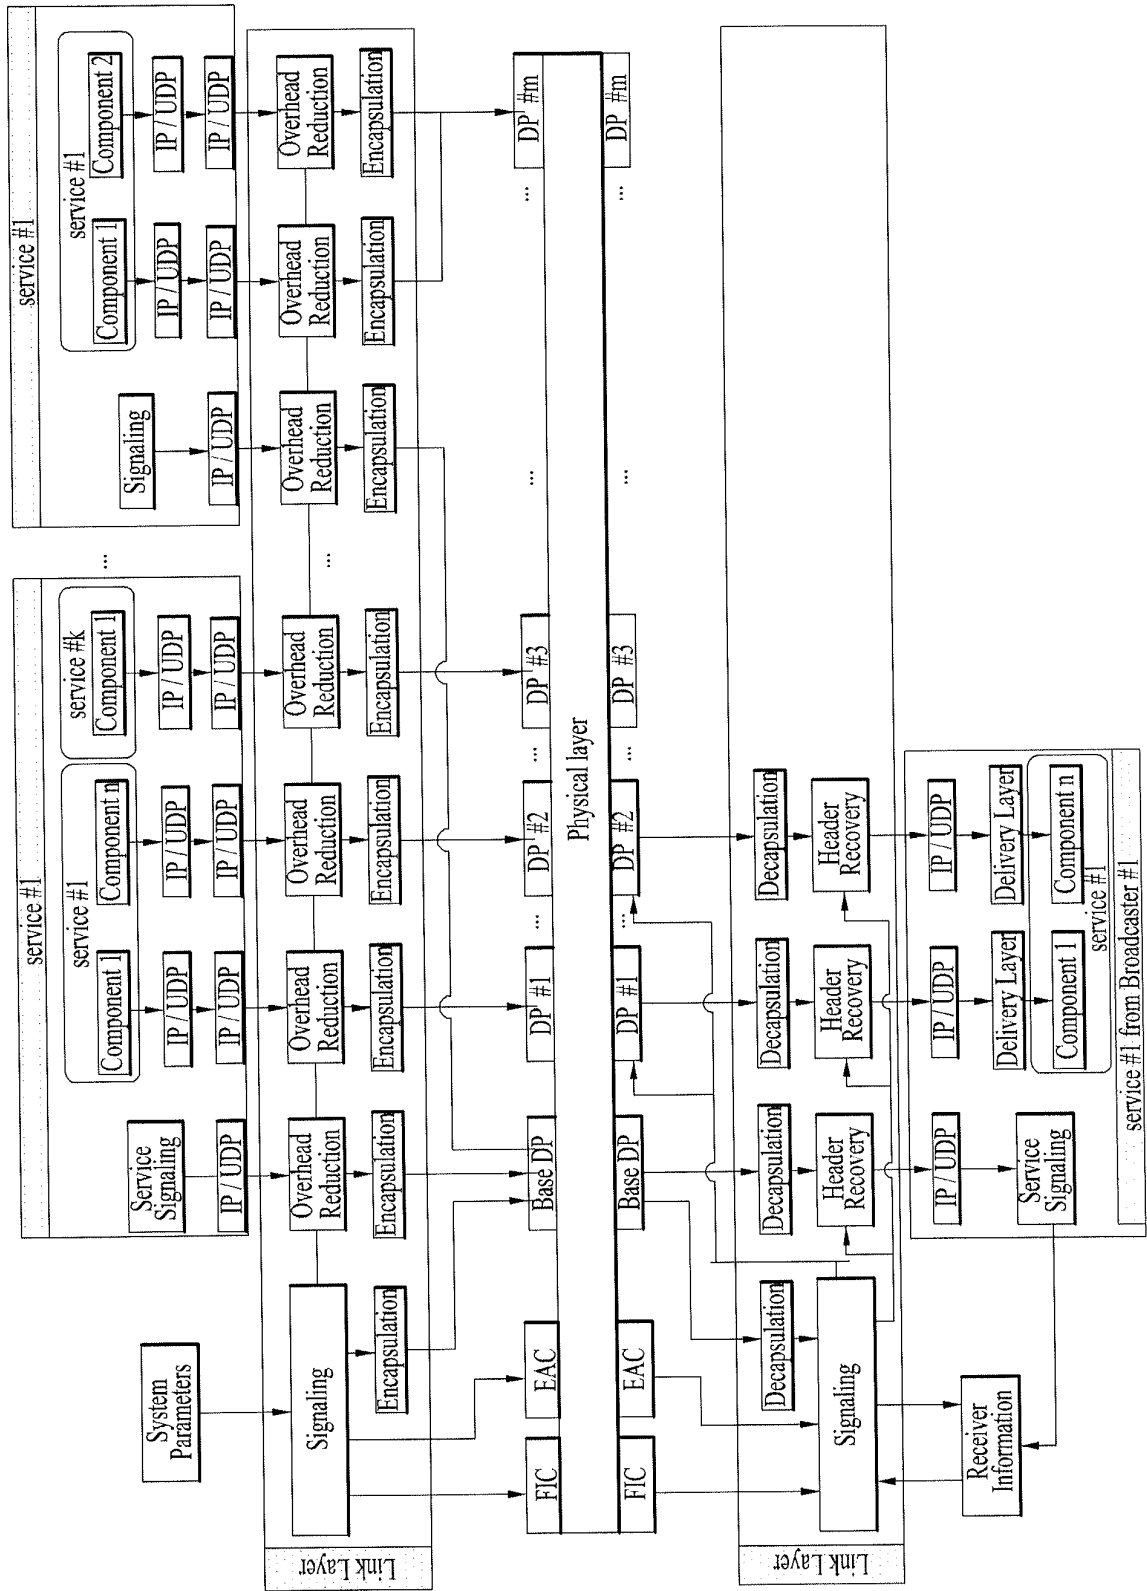 service #1
service #1
service #1
service #k
service #1
System
Parameters
Service
Signaling
Component 1
Component n
Component 1
...
Signaling
Component 1
Component 2
IP / UDP
IP / UDP
IP / UDP
IP / UDP
IP / UDP
IP / UDP
IP / UDP
IP / UDP
IP / UDP
IP / UDP
IP / UDP
IP / UDP
Link Layer
Signaling
Overhead
Reduction
Overhead
Reduction
Overhead
Reduction
Overhead
Reduction
...
Overhead
Reduction
Overhead
Reduction
Overhead
Reduction
Encapsulation
Encapsulation
Encapsulation
Encapsulation
Encapsulation
Encapsulation
Encapsulation
Encapsulation
FIC
EAC
Base DP
DP #1
...
DP #2
...
DP #3
...
...
DP #m
Physical layer
FIC
EAC
Base DP
DP #1
...
DP #2
...
DP #3
...
...
DP #m
Link Layer
Decapsulation
Decapsulation
Decapsulation
Decapsulation
Signaling
Header
Recovery
Header
Recovery
Header
Recovery
Receiver
Information
IP / UDP
IP / UDP
IP / UDP
Service
Signaling
Delivery Layer
Delivery Layer
Component 1
Component n
service #1
service #1 from Broadcaster #1